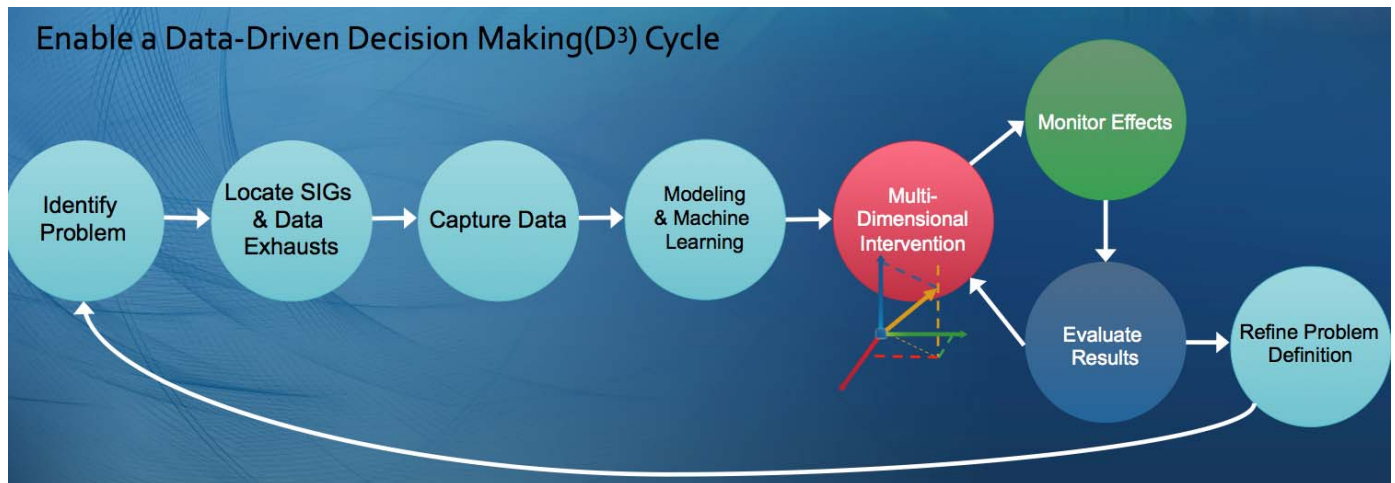 Enable a Data-Driven Decision Making(D³) Cycle
Identify
Problem
Locate SIGs
& Data
Exhausts
Capture Data
Modeling
& Machine
Learning
Multi-
Dimensional
Intervention
Monitor Effects
Evaluate
Results
Refine Problem
Definition